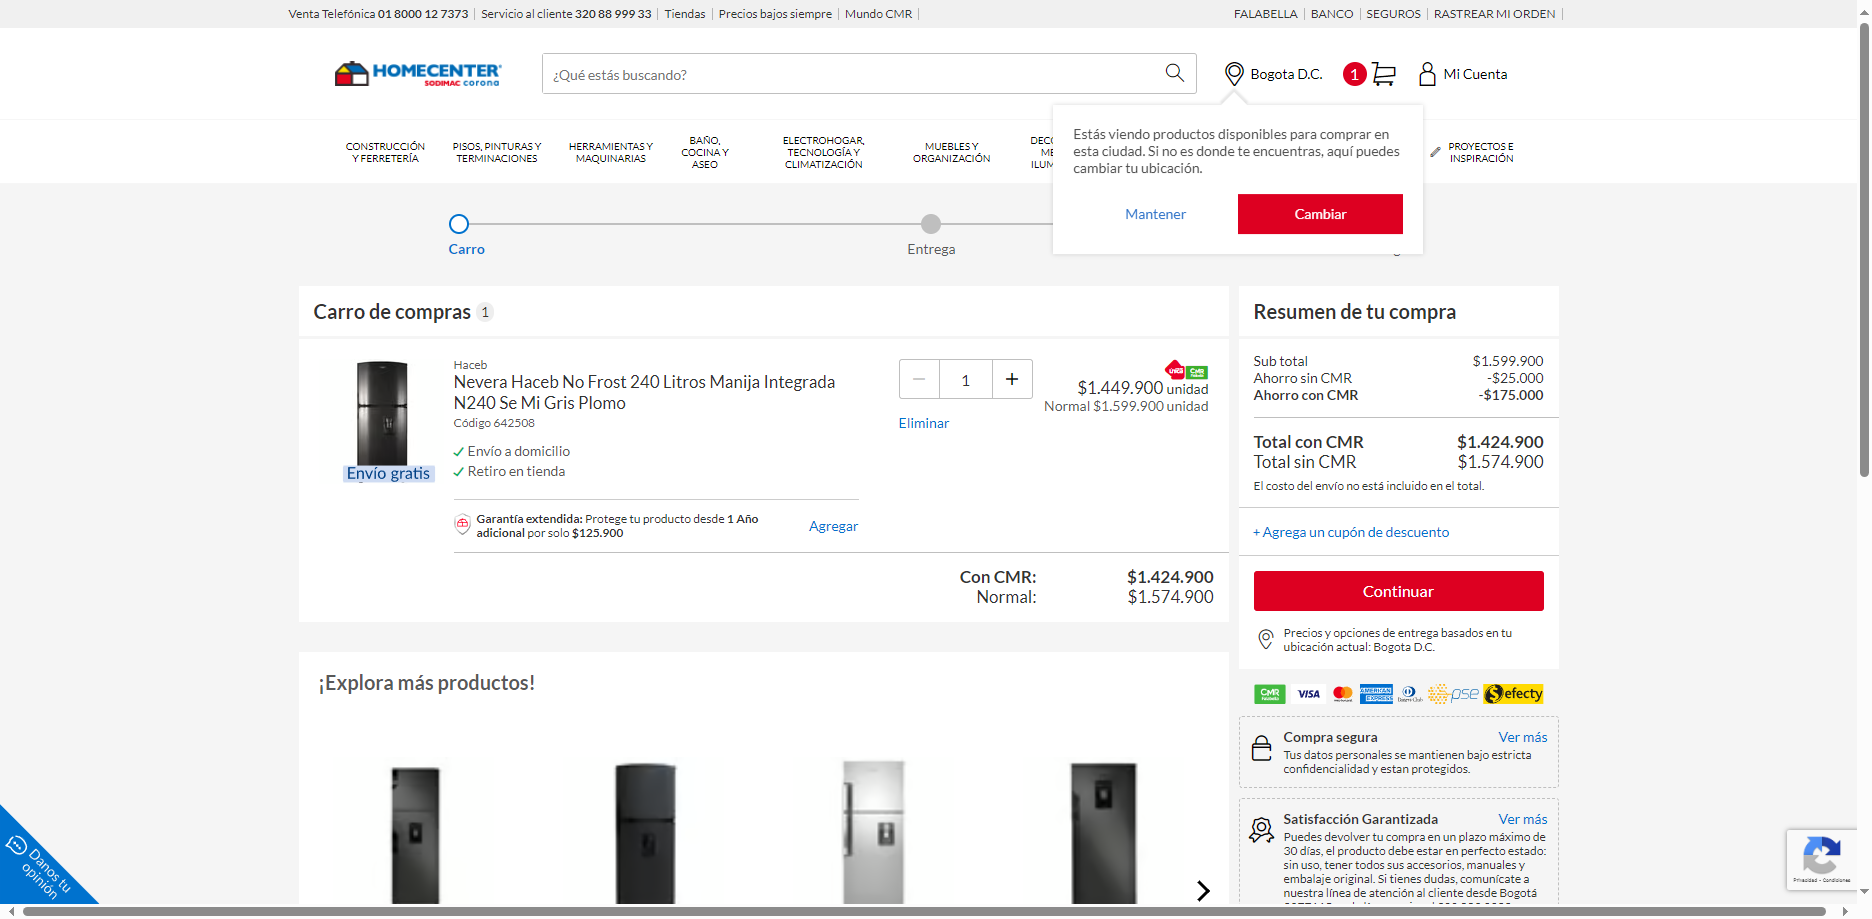 Venta Telefónica 01 8000 12 7373 Servicio al cliente 320 88 999 33 Tiendas Precios bajos siempre Mundo CMR FALABELLA BANCO SEGUROS RASTREAR MI ORDEN
HOMECENTER
SODIMAC corona
¿Qué estás buscando?
Bogota D.C.
1
Mi Cuenta
Estás viendo productos disponibles para comprar en
esta ciudad. Si no es donde te encuentras, aquí puedes
cambiar tu ubicación.
Mantener
Cambiar
CONSTRUCCIÓN
Y FERRETERÍA
PISOS, PINTURAS Y
TERMINACIONES
HERRAMIENTAS Y
MAQUINARIAS
BAÑO,
COCINA Y
ASEO
ELECTROHOGAR,
TECNOLOGÍA Y
CLIMATIZACIÓN
MUEBLES Y
ORGANIZACIÓN
PROYECTOS E
INSPIRACIÓN
Carro
Entrega
Carro de compras 1
Haceb
Nevera Haceb No Frost 240 Litros Manija Integrada
N240 Se Mi Gris Plomo
Código 642508
Envío a domicilio
Retiro en tienda
Envío gratis
1
Eliminar
$1.449.900 unidad
Normal $1.599.900 unidad
Garantía extendida: Protege tu producto desde 1 Año
adicional por solo $125.900
Agregar
Con CMR: $1.424.900
Normal: $1.574.900
¡Explora más productos!
Resumen de tu compra
Sub total $1.599.900
Ahorro sin CMR -$25.000
Ahorro con CMR -$175.000
Total con CMR $1.424.900
Total sin CMR $1.574.900
El costo del envío no está incluido en el total.
+ Agrega un cupón de descuento
Continuar
Precios y opciones de entrega basados en tu
ubicación actual: Bogota D.C.
CMR VISA AMERICAN EXPRESS pse efecty
Compra segura Ver más
Tus datos personales se mantienen bajo estricta
confidencialidad y estan protegidos.
Satisfacción Garantizada Ver más
Puedes devolver tu compra en un plazo máximo de
30 días, el producto debe estar en perfecto estado:
sin uso, tener todos sus accesorios, manuales y
embalaje original. Si tienes dudas, comunícate a
nuestra línea de atención al cliente desde Bogotá
Danos tu
opinión
Privacidad - Condiciones